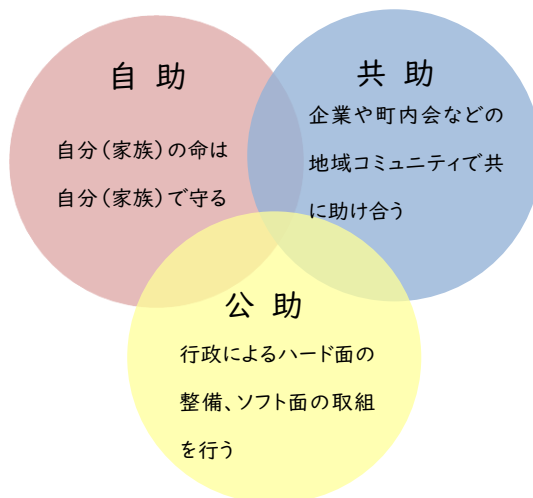 自助
自分(家族)の命は
自分(家族)で守る
共助
企業や町内会などの
地域コミュニティで共
に助け合う
公助
行政によるハード面の
整備、ソフト面の取組
を行う